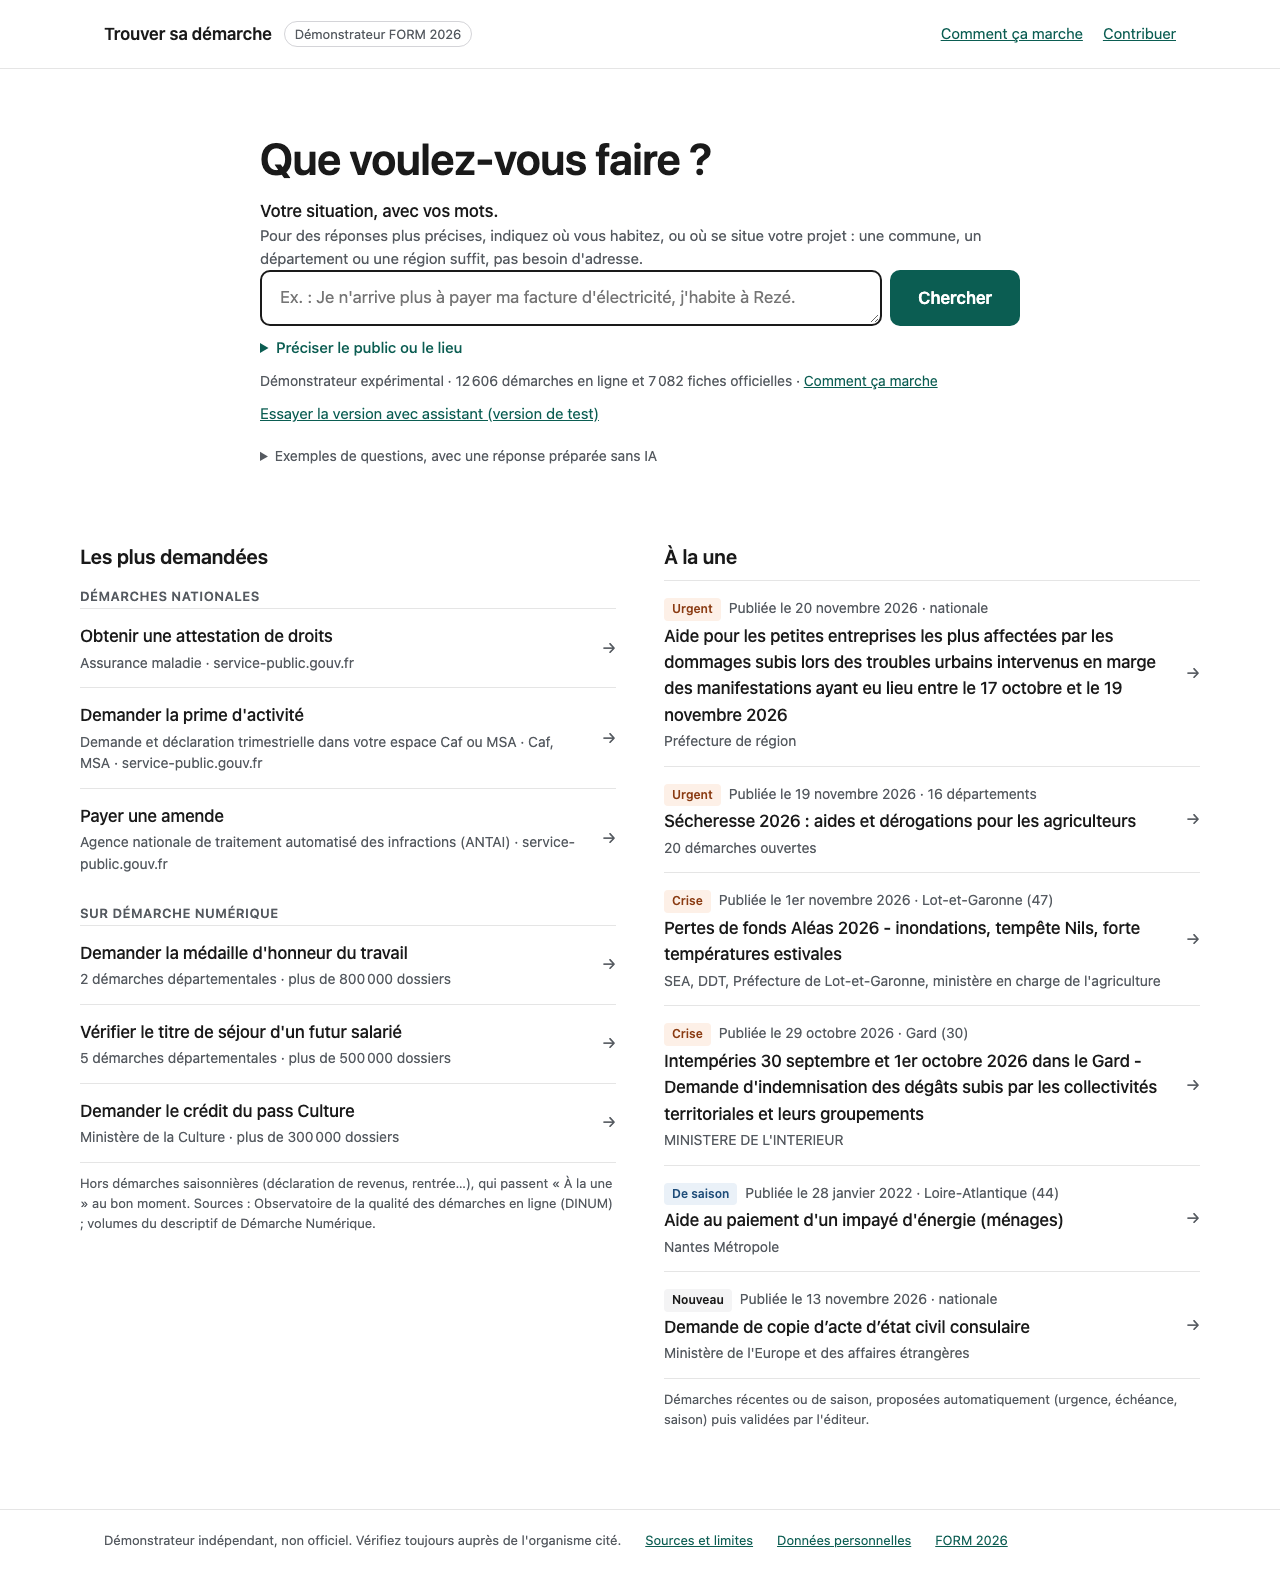 Trouver sa démarche
Démonstrateur FORM 2026
Comment ça marche
Contribuer
Que voulez-vous faire ?
Votre situation, avec vos mots.
Pour des réponses plus précises, indiquez où vous habitez, ou où se situe votre projet : une commune, un
département ou une région suffit, pas besoin d'adresse.
Ex. : Je n'arrive plus à payer ma facture d'électricité, j'habite à Rezé.
Chercher
Préciser le public ou le lieu
Démonstrateur expérimental · 12 606 démarches en ligne et 7 082 fiches officielles · Comment ça marche
Essayer la version avec assistant (version de test)
Exemples de questions, avec une réponse préparée sans IA
Les plus demandées
DÉMARCHES NATIONALES
Obtenir une attestation de droits
Assurance maladie · service-public.gouv.fr
→
Demander la prime d'activité
Demande et déclaration trimestrielle dans votre espace Caf ou MSA · Caf,
MSA · service-public.gouv.fr
→
Payer une amende
Agence nationale de traitement automatisé des infractions (ANTAI) · service-
public.gouv.fr
→
SUR DÉMARCHE NUMÉRIQUE
Demander la médaille d'honneur du travail
2 démarches départementales · plus de 800 000 dossiers
→
Vérifier le titre de séjour d'un futur salarié
5 démarches départementales · plus de 500 000 dossiers
→
Demander le crédit du pass Culture
Ministère de la Culture · plus de 300 000 dossiers
→
Hors démarches saisonnières (déclaration de revenus, rentrée…), qui passent « À la une
» au bon moment. Sources : Observatoire de la qualité des démarches en ligne (DINUM)
; volumes du descriptif de Démarche Numérique.
À la une
Urgent Publiée le 20 novembre 2026 · nationale
Aide pour les petites entreprises les plus affectées par les
dommages subis lors des troubles urbains intervenus en marge
des manifestations ayant eu lieu entre le 17 octobre et le 19
novembre 2026
Préfecture de région
→
Urgent Publiée le 19 novembre 2026 · 16 départements
Sécheresse 2026 : aides et dérogations pour les agriculteurs
20 démarches ouvertes
→
Crise Publiée le 1er novembre 2026 · Lot-et-Garonne (47)
Pertes de fonds Aléas 2026 - inondations, tempête Nils, forte
températures estivales
SEA, DDT, Préfecture de Lot-et-Garonne, ministère en charge de l'agriculture
→
Crise Publiée le 29 octobre 2026 · Gard (30)
Intempéries 30 septembre et 1er octobre 2026 dans le Gard -
Demande d'indemnisation des dégâts subis par les collectivités
territoriales et leurs groupements
MINISTERE DE L'INTERIEUR
→
De saison Publiée le 28 janvier 2022 · Loire-Atlantique (44)
Aide au paiement d'un impayé d'énergie (ménages)
Nantes Métropole
→
Nouveau Publiée le 13 novembre 2026 · nationale
Demande de copie d’acte d’état civil consulaire
Ministère de l'Europe et des affaires étrangères
→
Démarches récentes ou de saison, proposées automatiquement (urgence, échéance,
saison) puis validées par l'éditeur.
Démonstrateur indépendant, non officiel. Vérifiez toujours auprès de l'organisme cité.
Sources et limites
Données personnelles
FORM 2026